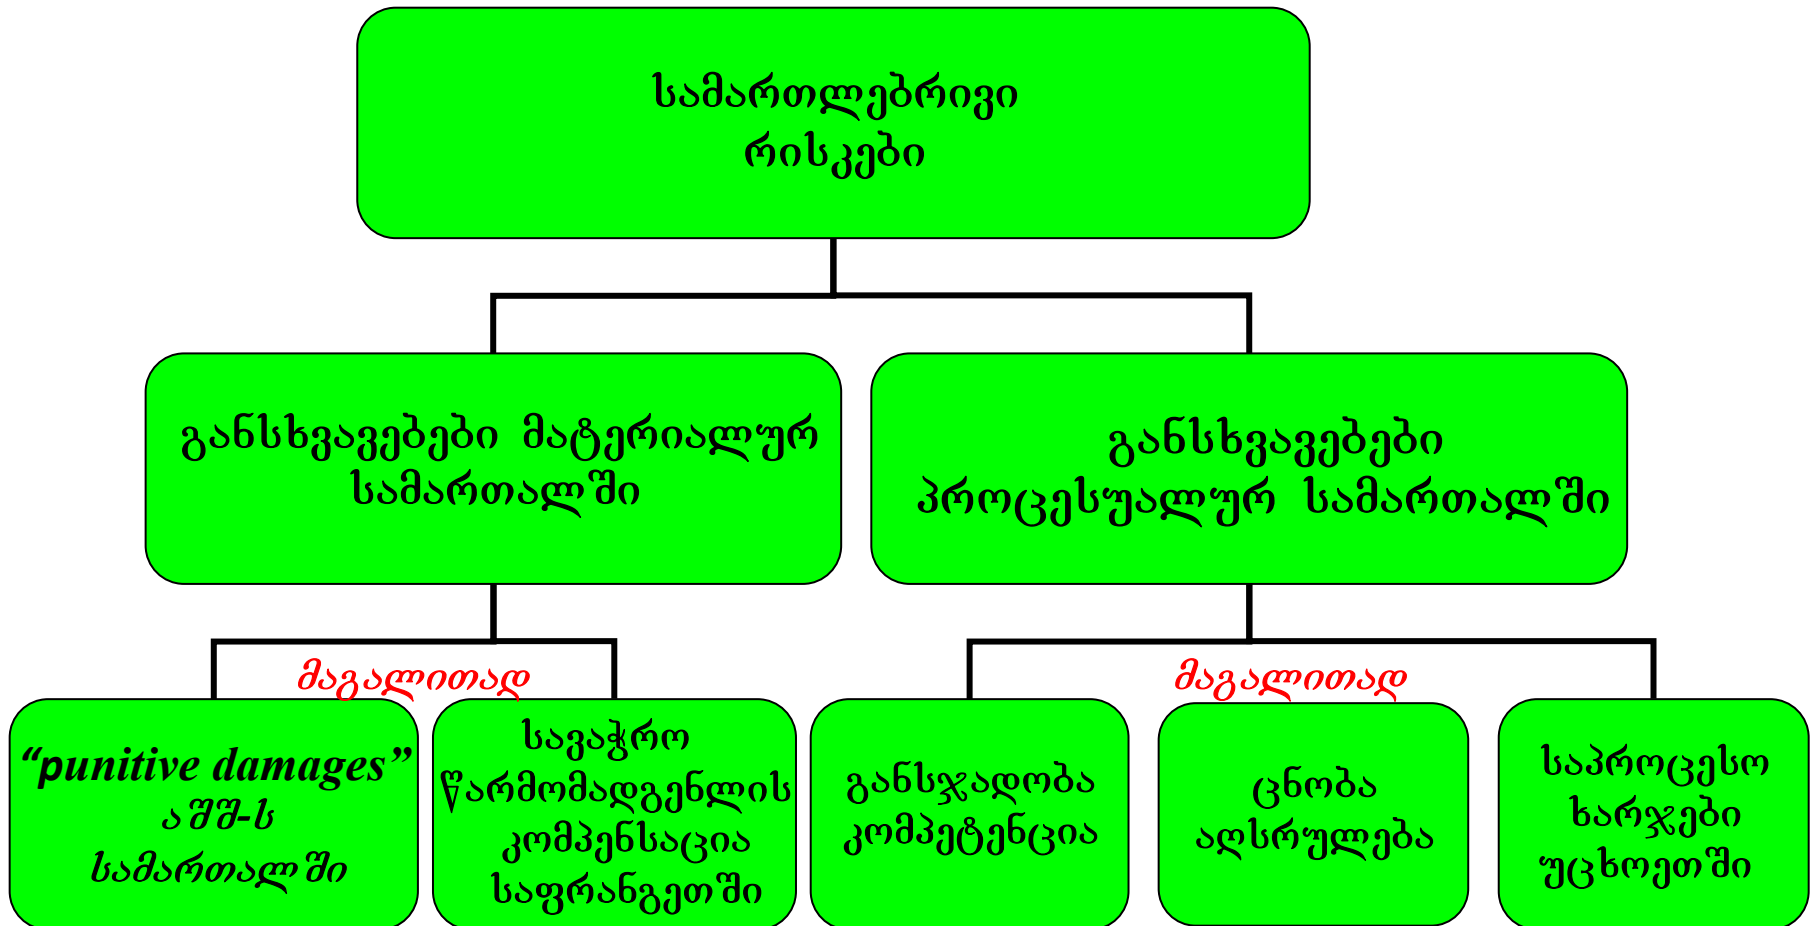 სამართლებრივი
რისკები
განსხვავებები მატერიალურ
სამართალში
განსხვავებები
პროცესუალურ სამართალში
მაგალითად
მაგალითად
“punitive damages”
აშშ-ს
სამართალში
სავაჭრო
წარმომადგენლის
კომპენსაცია
საფრანგეთში
განსჯადობა
კომპეტენცია
ცნობა
აღსრულება
საპროცესო
ხარჯები
უცხოეთში